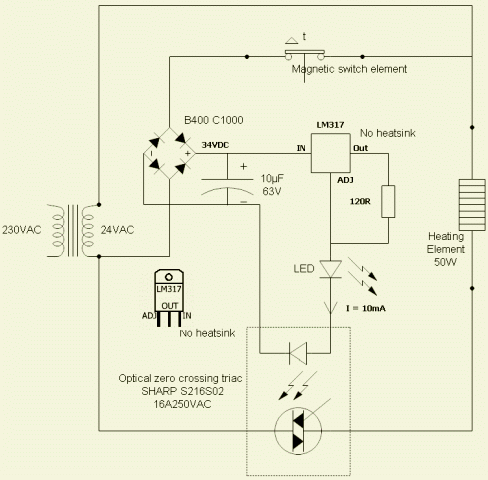 t
Magnetic switch element
B400 C1000
LM317
No heatsink
34VDC
IN
Out
ADJ
+
-
+
10µF
63V
–
120R
230VAC
24VAC
Heating
Element
50W
LED
LM317
OUT
ADJ
IN
No heatsink
I = 10mA
Optical zero crossing triac
SHARP S216S02
16A250VAC